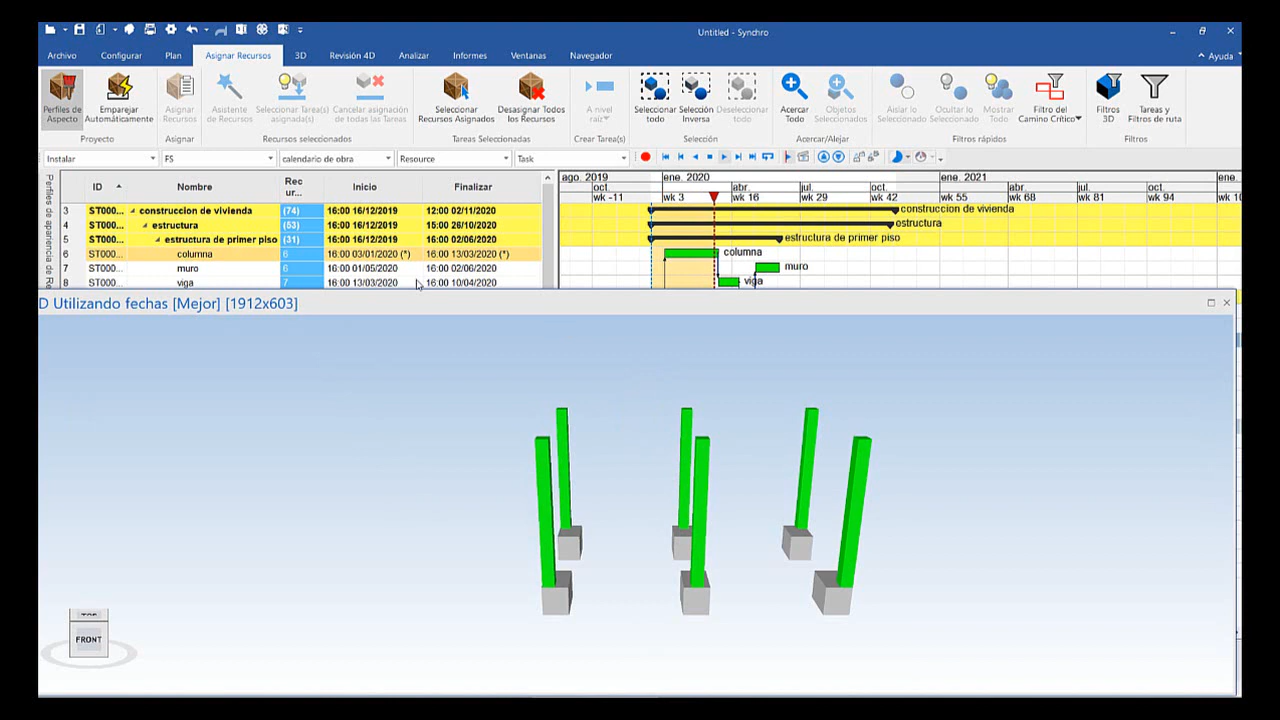 Untitled - Synchro
Archivo Configurar Plan Asignar Recursos 3D Revisión 4D Analizar Informes Ventanas Navegador Ayuda
Perfiles de Aspecto
Emparejar Automáticamente
Asignar Recursos
Asistente de Recursos
Seleccionar Tarea(s) asignada(s)
Cancelar asignación de todas las Tareas
Seleccionar Recursos Asignados
Desasignar Todos los Recursos
A nivel raíz
Seleccionar todo
Selección Inversa
Deseleccionar todo
Acercar Todo
Objetos Seleccionados
Aislar lo Seleccionado
Ocultar lo Seleccionado
Mostrar Todo
Filtro del Camino Crítico
Filtros 3D
Tareas y Filtros de ruta
Proyecto Asignar Recursos seleccionados Tareas Seleccionadas Crear Tarea(s) Selección Acercar/Alejar Filtros rápidos Filtros
Instalar FS calendario de obra Resource Task
Perfiles de apariencia de Re
ID Nombre Rec ur... Inicio Finalizar
ago. 2019 ene. 2020 ene. 2021 ene.
oct. abr. jul. oct. abr. jul. oct.
wk -11 wk 3 wk 16 wk 29 wk 42 wk 55 wk 68 wk 81 wk 94 wk 10
3 ST000... construccion de vivienda (74) 16:00 16/12/2019 12:00 02/11/2020 construccion de vivienda
4 ST000... estructura (53) 16:00 16/12/2019 15:00 26/10/2020 estructura
5 ST000... estructura de primer piso (31) 16:00 16/12/2019 16:00 02/06/2020 estructura de primer piso
6 ST000... columna 6 16:00 03/01/2020 (*) 16:00 13/03/2020 (*) columna
7 ST000... muro 6 16:00 01/05/2020 16:00 02/06/2020 muro
8 ST000... viga 7 16:00 13/03/2020 16:00 10/04/2020 viga
D Utilizando fechas [Mejor] [1912x603]
FRONT